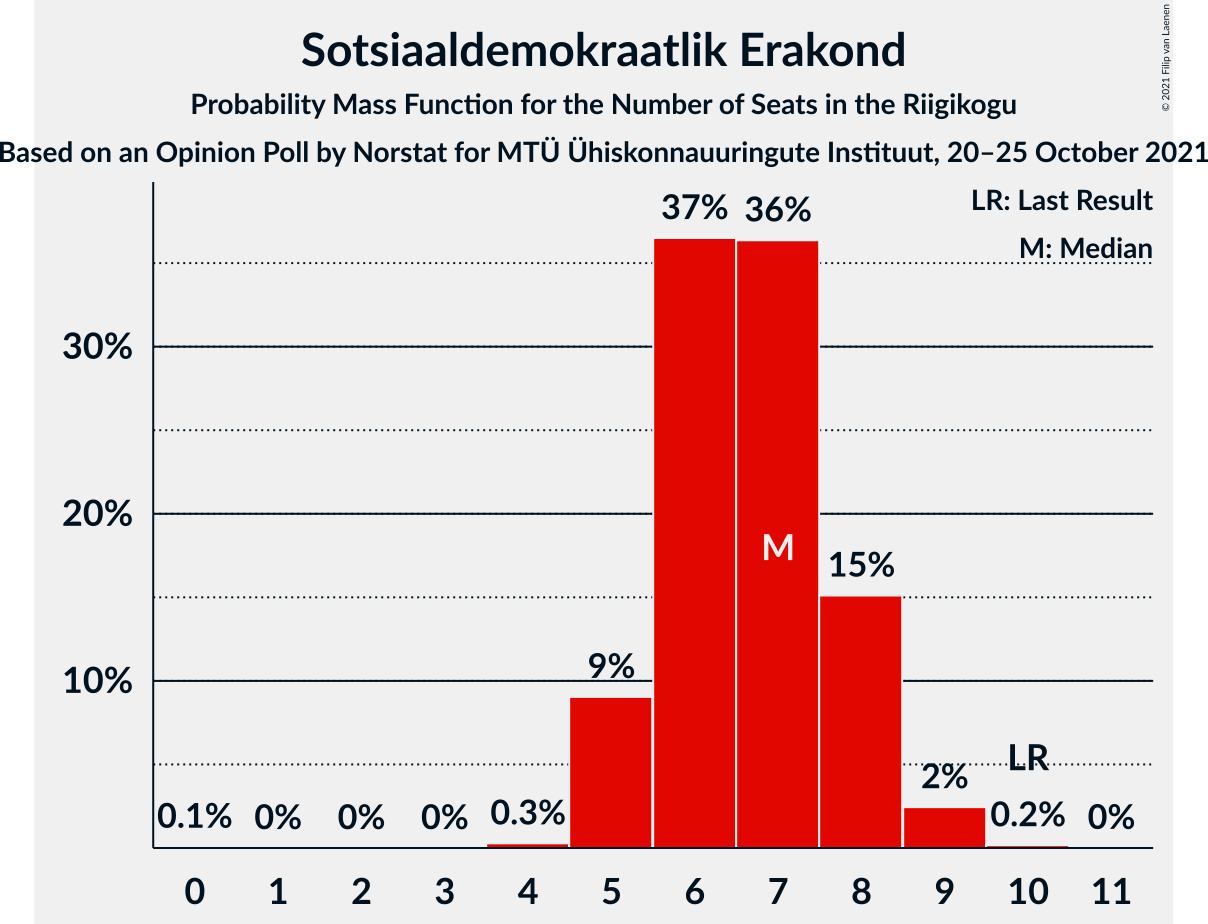 Sotsiaaldemokraatlik Erakond
Probability Mass Function for the Number of Seats in the Riigikogu
Based on an Opinion Poll by Norstat for MTÜ Ühiskonnauuringute Instituut, 20–25 October 2021
© 2021 Filip van Laenen
LR: Last Result
M: Median
37% 36%
30%
20%
M
15%
10%
9%
LR
2%
0.1% 0% 0% 0% 0.3% 0.2% 0%
0 1 2 3 4 5 6 7 8 9 10 11